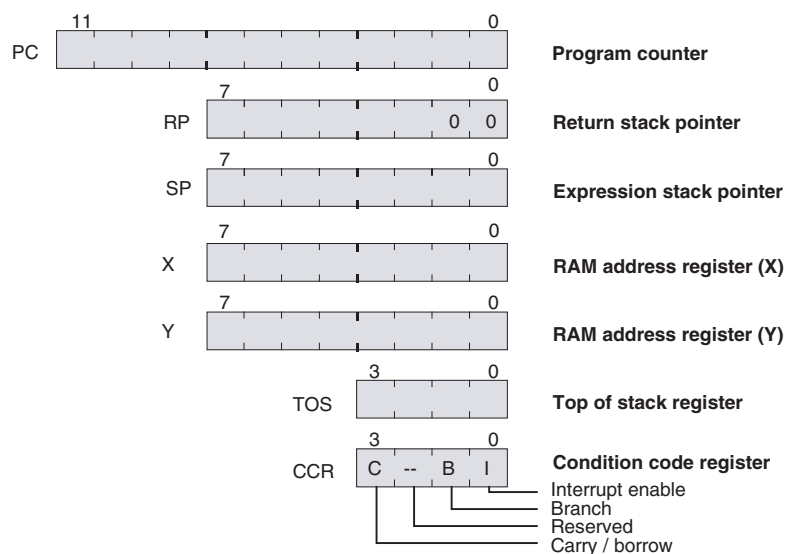 11 0
PC Program counter
7 0
RP 0 0 Return stack pointer
7 0
SP Expression stack pointer
7 0
X RAM address register (X)
7 0
Y RAM address register (Y)
3 0
TOS Top of stack register
3 0
CCR C -- B I Condition code register
Interrupt enable
Branch
Reserved
Carry / borrow